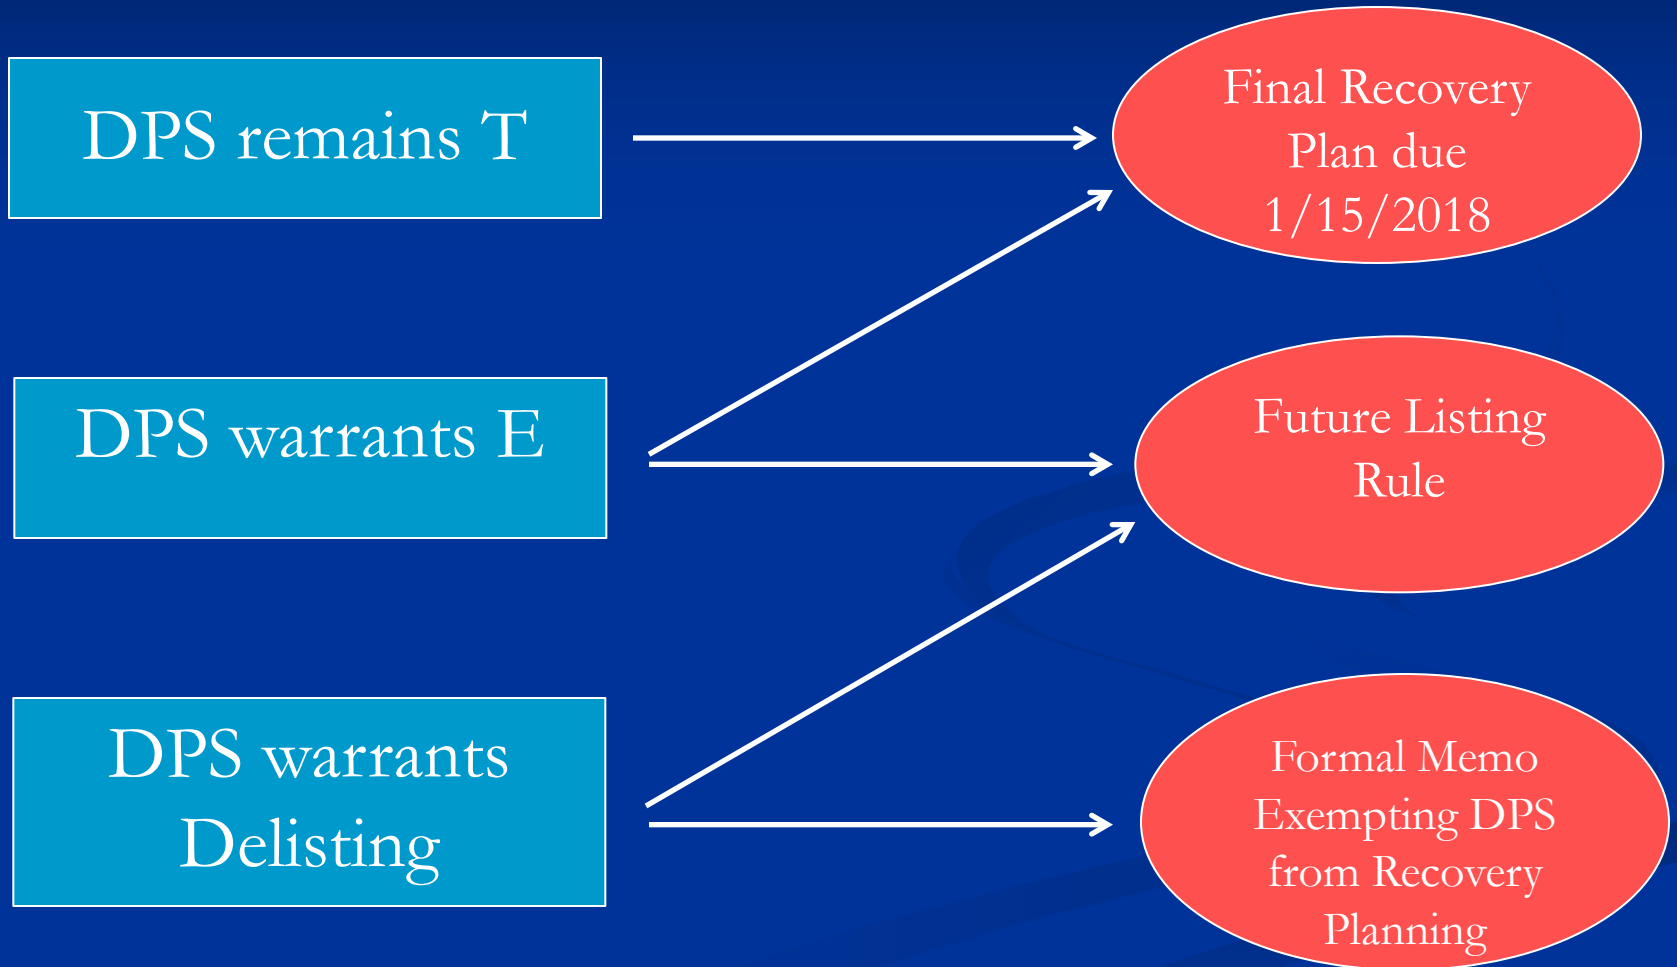 DPS remains T
Final Recovery
Plan due
1/15/2018
DPS warrants E
Future Listing
Rule
DPS warrants
Delisting
Formal Memo
Exempting DPS
from Recovery
Planning